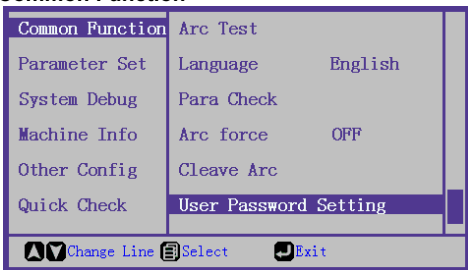 Common Function
Common Function Arc Test
Parameter Set Language English
System Debug Para Check
Machine Info Arc force OFF
Other Config Cleave Arc
Quick Check User Password Setting
Change Line Select Exit